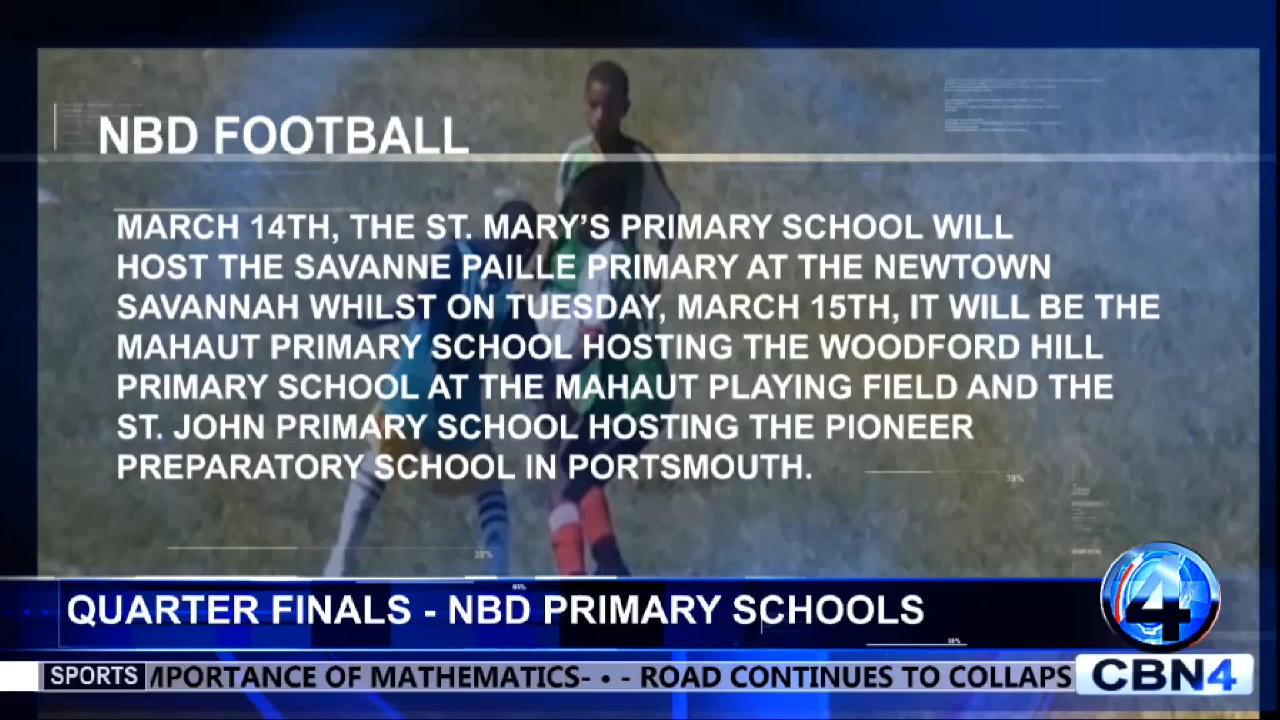 NBD FOOTBALL
MARCH 14TH, THE ST. MARY'S PRIMARY SCHOOL WILL
HOST THE SAVANNE PAILLE PRIMARY AT THE NEWTOWN
SAVANNAH WHILST ON TUESDAY, MARCH 15TH, IT WILL BE THE
MAHAUT PRIMARY SCHOOL HOSTING THE WOODFORD HILL
PRIMARY SCHOOL AT THE MAHAUT PLAYING FIELD AND THE
ST. JOHN PRIMARY SCHOOL HOSTING THE PIONEER
PREPARATORY SCHOOL IN PORTSMOUTH.
39%
39%
QUARTER FINALS - NBD PRIMARY SCHOOLS
4
SPORTS MPORTANCE OF MATHEMATICS- • - ROAD CONTINUES TO COLLAPS
CBN4